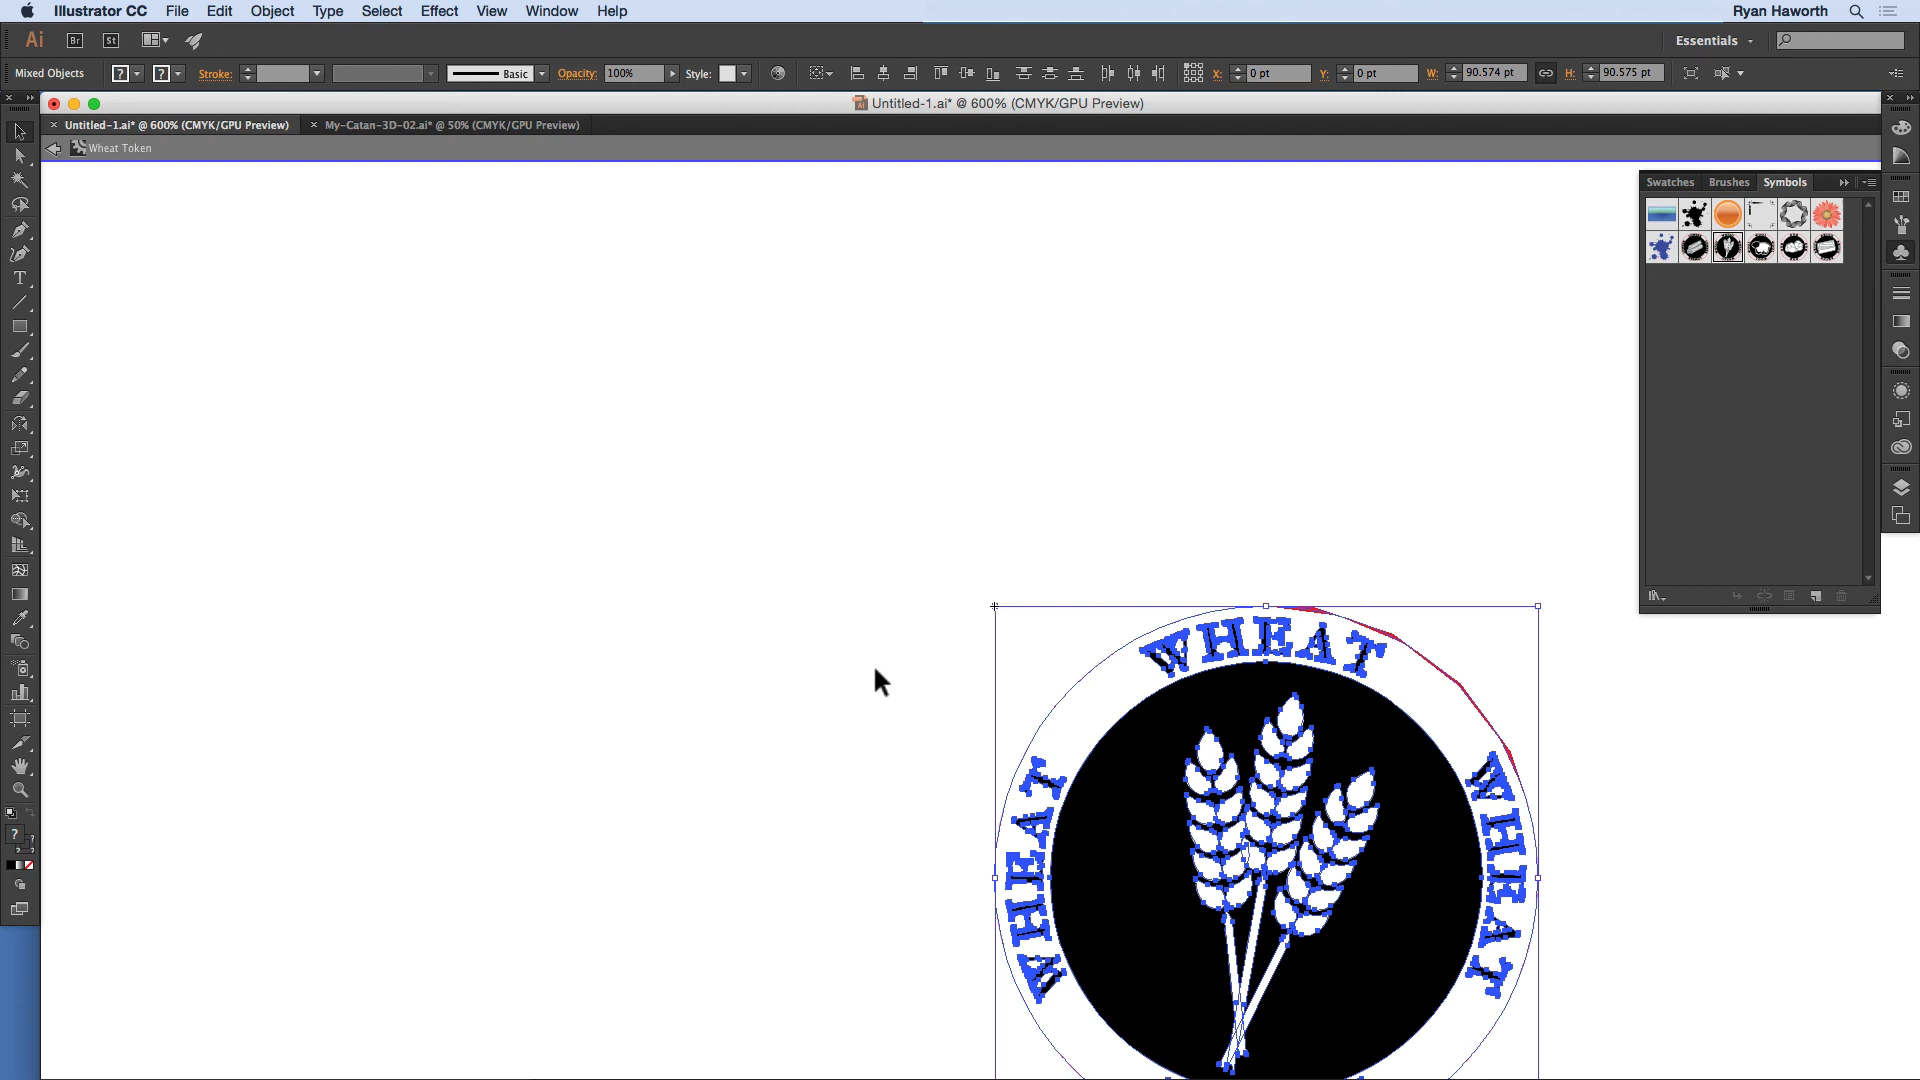 Illustrator CC File Edit Object Type Select Effect View Window Help Ryan Haworth
Ai Br St Essentials
Mixed Objects ? ? Stroke: Basic Opacity: 100% Style: X: 0 pt Y: 0 pt W: 90.574 pt H: 90.575 pt
Untitled-1.ai* @ 600% (CMYK/GPU Preview)
× Untitled-1.ai* @ 600% (CMYK/GPU Preview) × My-Catan-3D-02.ai* @ 50% (CMYK/GPU Preview)
Wheat Token
Swatches Brushes Symbols
WHEAT
WHEAT
WHEAT
T
? ?